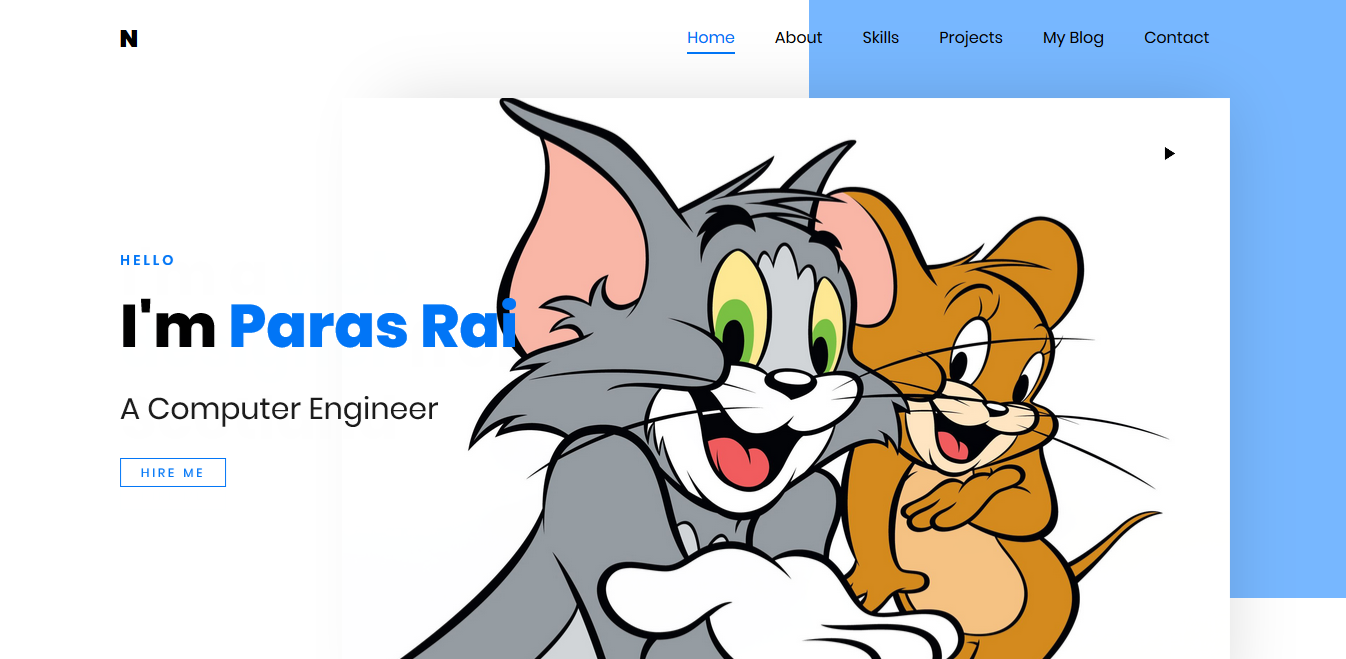 N
Home About Skills Projects My Blog Contact
HELLO
I'm Paras Rai
A Computer Engineer
HIRE ME